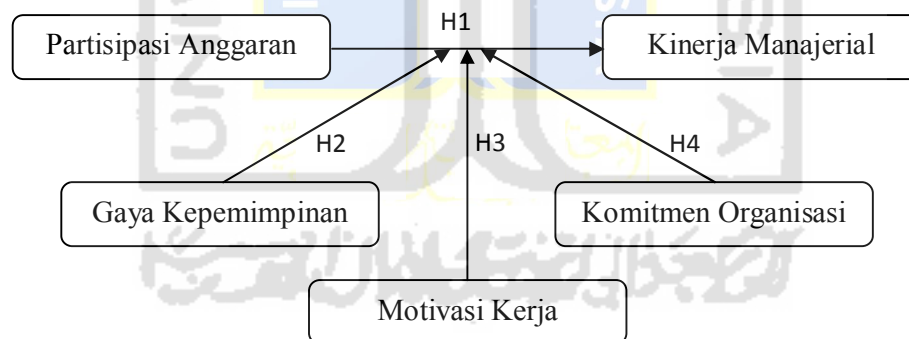 H1
Partisipasi Anggaran
Kinerja Manajerial
H2
H3
H4
Gaya Kepemimpinan
Komitmen Organisasi
Motivasi Kerja